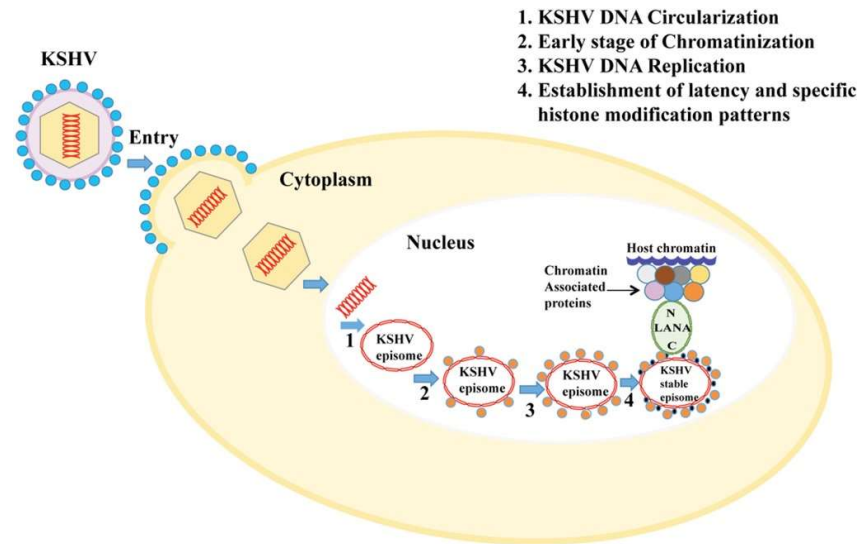 1. KSHV DNA Circularization
2. Early stage of Chromatinization
3. KSHV DNA Replication
4. Establishment of latency and specific
histone modification patterns
KSHV
Entry
Cytoplasm
Nucleus
Host chromatin
Chromatin
Associated
proteins
N
LANA
C
1
KSHV
episome
2
KSHV
episome
3
KSHV
episome
4
KSHV
stable
episome